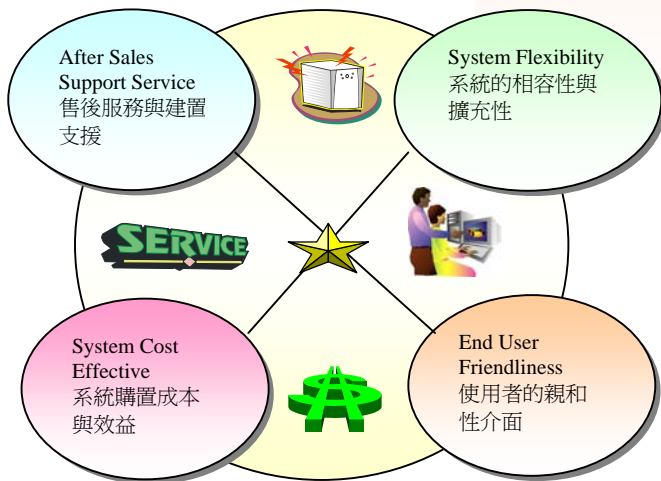 After Sales
Support Service
售後服務與建置
支援
System Flexibility
系統的相容性與
擴充性
SERVICE
System Cost
Effective
系統購置成本
與效益
End User
Friendliness
使用者的親和
性介面